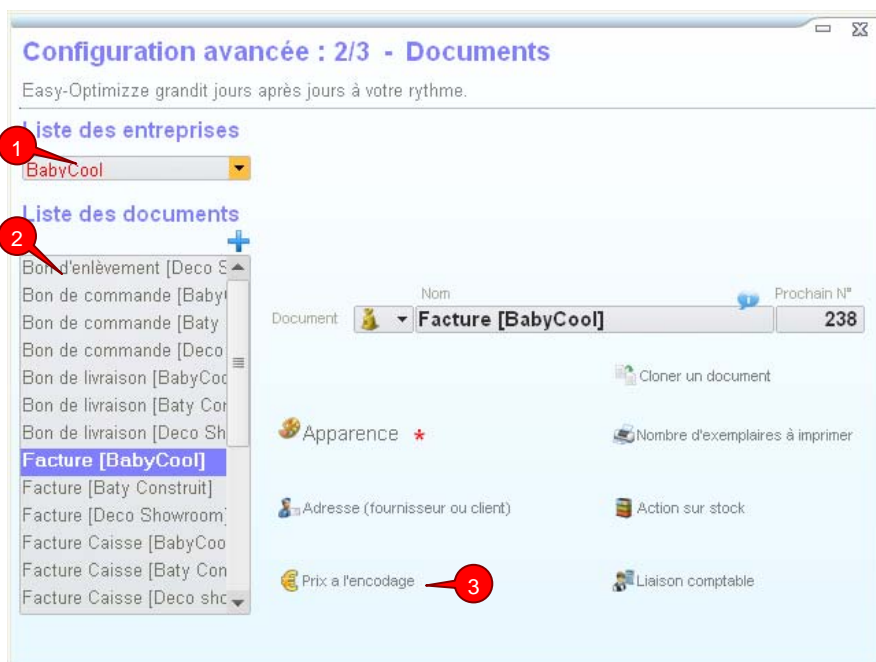 Configuration avancée : 2/3 - Documents
Easy-Optimizze grandit jours après jours à votre rythme.
Liste des entreprises
1
BabyCool
Liste des documents
2
Bon d'enlèvement [Deco S
Bon de commande [Baby
Bon de commande [Baty
Bon de commande [Deco
Bon de livraison [BabyCoo
Bon de livraison [Baty Con
Bon de livraison [Deco Sh
Facture [BabyCool]
Facture [Baty Construit]
Facture [Deco Showroom]
Facture Caisse [BabyCoo
Facture Caisse [Baty Con
Facture Caisse [Deco sho
Nom
Prochain N°
Document
Facture [BabyCool]
238
Cloner un document
Apparence *
Nombre d'exemplaires à imprimer
Adresse (fournisseur ou client)
Action sur stock
Prix a l'encodage
3
Liaison comptable